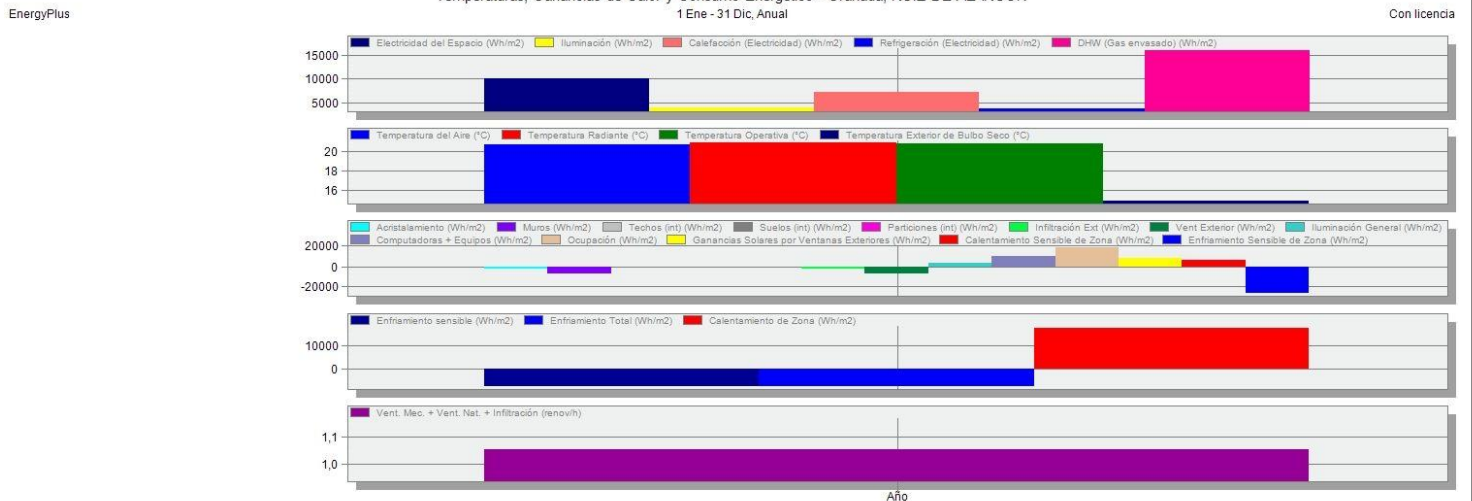 EnergyPlus
1 Ene - 31 Dic, Anual
Con licencia
Electricidad del Espacio (Wh/m2) Iluminación (Wh/m2) Calefacción (Electricidad) (Wh/m2) Refrigeración (Electricidad) (Wh/m2) DHW (Gas envasado) (Wh/m2)
15000
10000
5000
Temperatura del Aire (°C) Temperatura Radiante (°C) Temperatura Operativa (°C) Temperatura Exterior de Bulbo Seco (°C)
20
18
16
Acristalamiento (Wh/m2) Muros (Wh/m2) Techos (int) (Wh/m2) Suelos (int) (Wh/m2) Particiones (int) (Wh/m2) Infiltración Ext (Wh/m2) Vent Exterior (Wh/m2) Iluminación General (Wh/m2)
Computadoras + Equipos (Wh/m2) Ocupación (Wh/m2) Ganancias Solares por Ventanas Exteriores (Wh/m2) Calentamiento Sensible de Zona (Wh/m2) Enfriamiento Sensible de Zona (Wh/m2)
20000
0
-20000
Enfriamiento sensible (Wh/m2) Enfriamiento Total (Wh/m2) Calentamiento de Zona (Wh/m2)
10000
0
Vent. Mec. + Vent. Nat. + Infiltración (renov/h)
1,1
1,0
Año